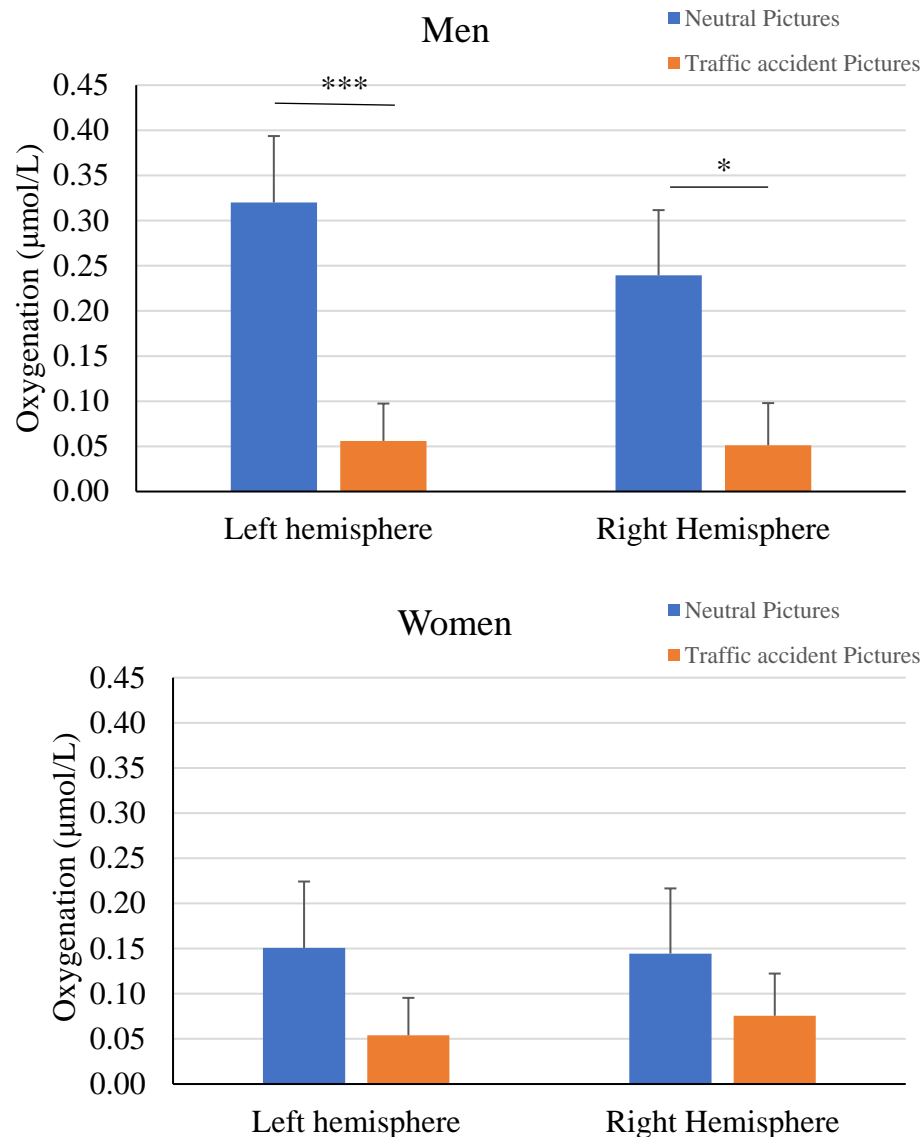 Men
Neutral Pictures
Traffic accident Pictures
Oxygenation (µmol/L)
0.45
0.40
0.35
0.30
0.25
0.20
0.15
0.10
0.05
0.00
***
*
Left hemisphere
Right Hemisphere
Women
Neutral Pictures
Traffic accident Pictures
Oxygenation (µmol/L)
0.45
0.40
0.35
0.30
0.25
0.20
0.15
0.10
0.05
0.00
Left hemisphere
Right Hemisphere